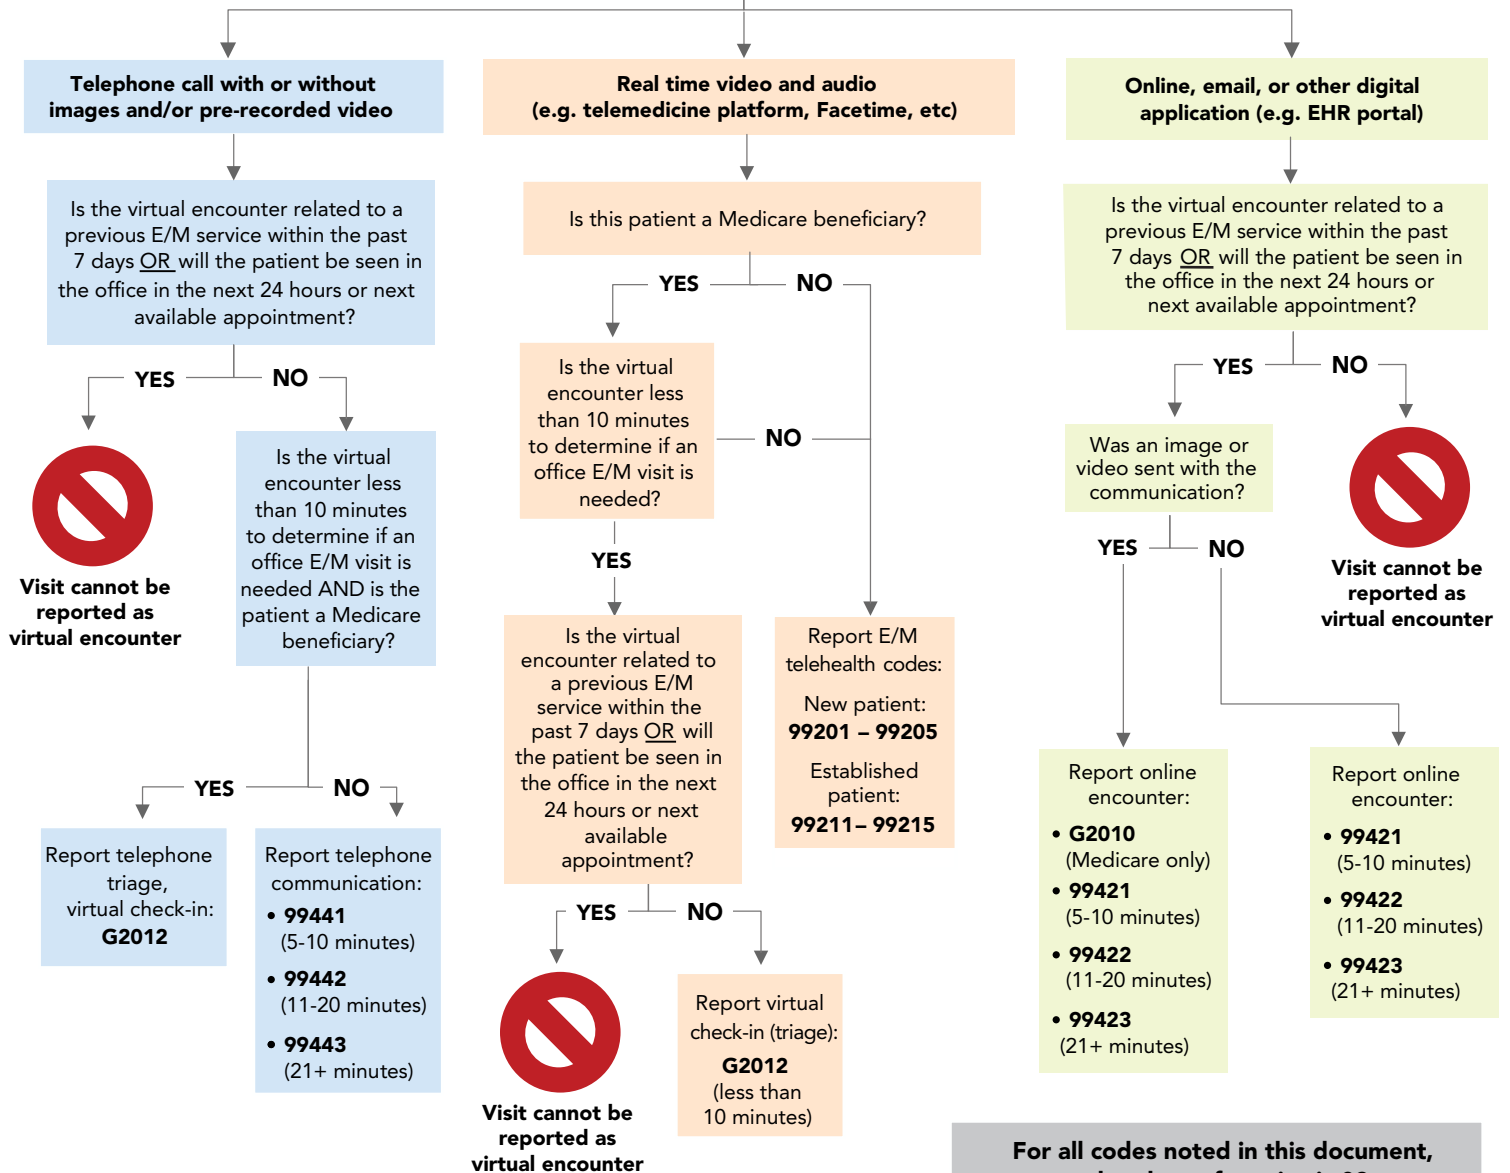 Telephone call with or without
images and/or pre-recorded video
Is the virtual encounter related to a
previous E/M service within the past
7 days OR will the patient be seen in
the office in the next 24 hours or next
available appointment?
YES
NO
Visit cannot be
reported as
virtual encounter
Is the virtual
encounter less
than 10 minutes
to determine if an
office E/M visit is
needed AND is the
patient a Medicare
beneficiary?
YES
NO
Report telephone
triage,
virtual check-in:
G2012
Report telephone
communication:
• 99441
(5-10 minutes)
• 99442
(11-20 minutes)
• 99443
(21+ minutes)
Real time video and audio
(e.g. telemedicine platform, Facetime, etc)
Is this patient a Medicare beneficiary?
YES
NO
Is the virtual
encounter less
than 10 minutes
to determine if an
office E/M visit is
needed?
NO
YES
Is the virtual
encounter related to
a previous E/M
service within the
past 7 days OR will
the patient be seen in
the office in the next
24 hours or next
available
appointment?
Report E/M
telehealth codes:
New patient:
99201 – 99205
Established
patient:
99211– 99215
YES
NO
Visit cannot be
reported as
virtual encounter
Report virtual
check-in (triage):
G2012
(less than
10 minutes)
Online, email, or other digital
application (e.g. EHR portal)
Is the virtual encounter related to a
previous E/M service within the past
7 days OR will the patient be seen in
the office in the next 24 hours or
next available appointment?
YES
NO
Was an image or
video sent with the
communication?
Visit cannot be
reported as
virtual encounter
YES
NO
Report online
encounter:
• G2010
(Medicare only)
• 99421
(5-10 minutes)
• 99422
(11-20 minutes)
• 99423
(21+ minutes)
Report online
encounter:
• 99421
(5-10 minutes)
• 99422
(11-20 minutes)
• 99423
(21+ minutes)
For all codes noted in this document,